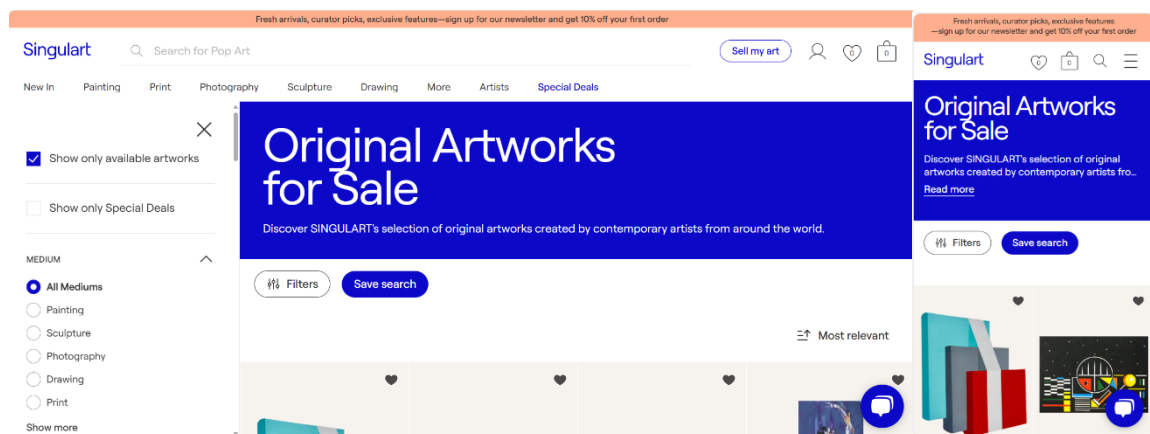 Fresh arrivals, curator picks, exclusive features—sign up for our newsletter and get 10% off your first order
Singulart
Search for Pop Art
Sell my art
0
0
New In
Painting
Print
Photography
Sculpture
Drawing
More
Artists
Special Deals
Show only available artworks
Show only Special Deals
MEDIUM
All Mediums
Painting
Sculpture
Photography
Drawing
Print
Show more
Original Artworks
for Sale
Discover SINGULART's selection of original artworks created by contemporary artists from around the world.
Filters
Save search
Most relevant
Fresh arrivals, curator picks, exclusive features
—sign up for our newsletter and get 10% off your first order
Singulart
0
0
Original Artworks
for Sale
Discover SINGULART's selection of original
artworks created by contemporary artists fro...
Read more
Filters
Save search